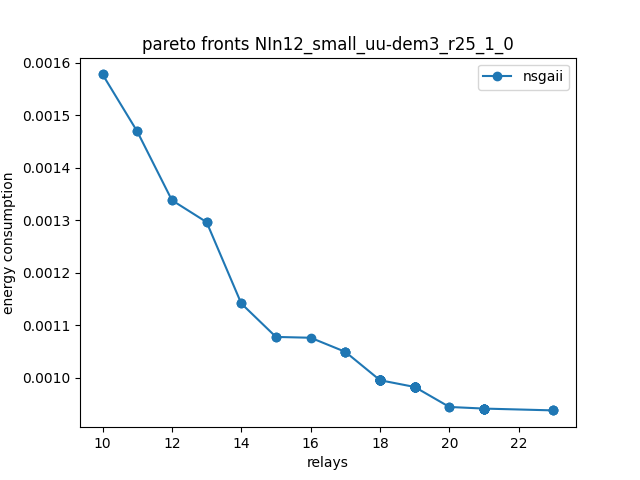 pareto fronts NIn12_small_uu-dem3_r25_1_0
nsgaii
0.0016
0.0015
0.0014
0.0013
0.0012
0.0011
0.0010
energy consumption
10 12 14 16 18 20 22
relays